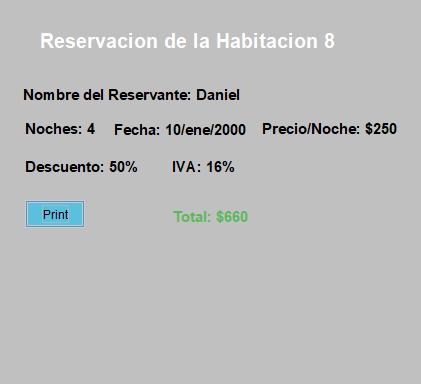 Reservacion de la Habitacion 8
Nombre del Reservante: Daniel
Noches: 4 Fecha: 10/ene/2000 Precio/Noche: $250
Descuento: 50% IVA: 16%
Print Total: $660